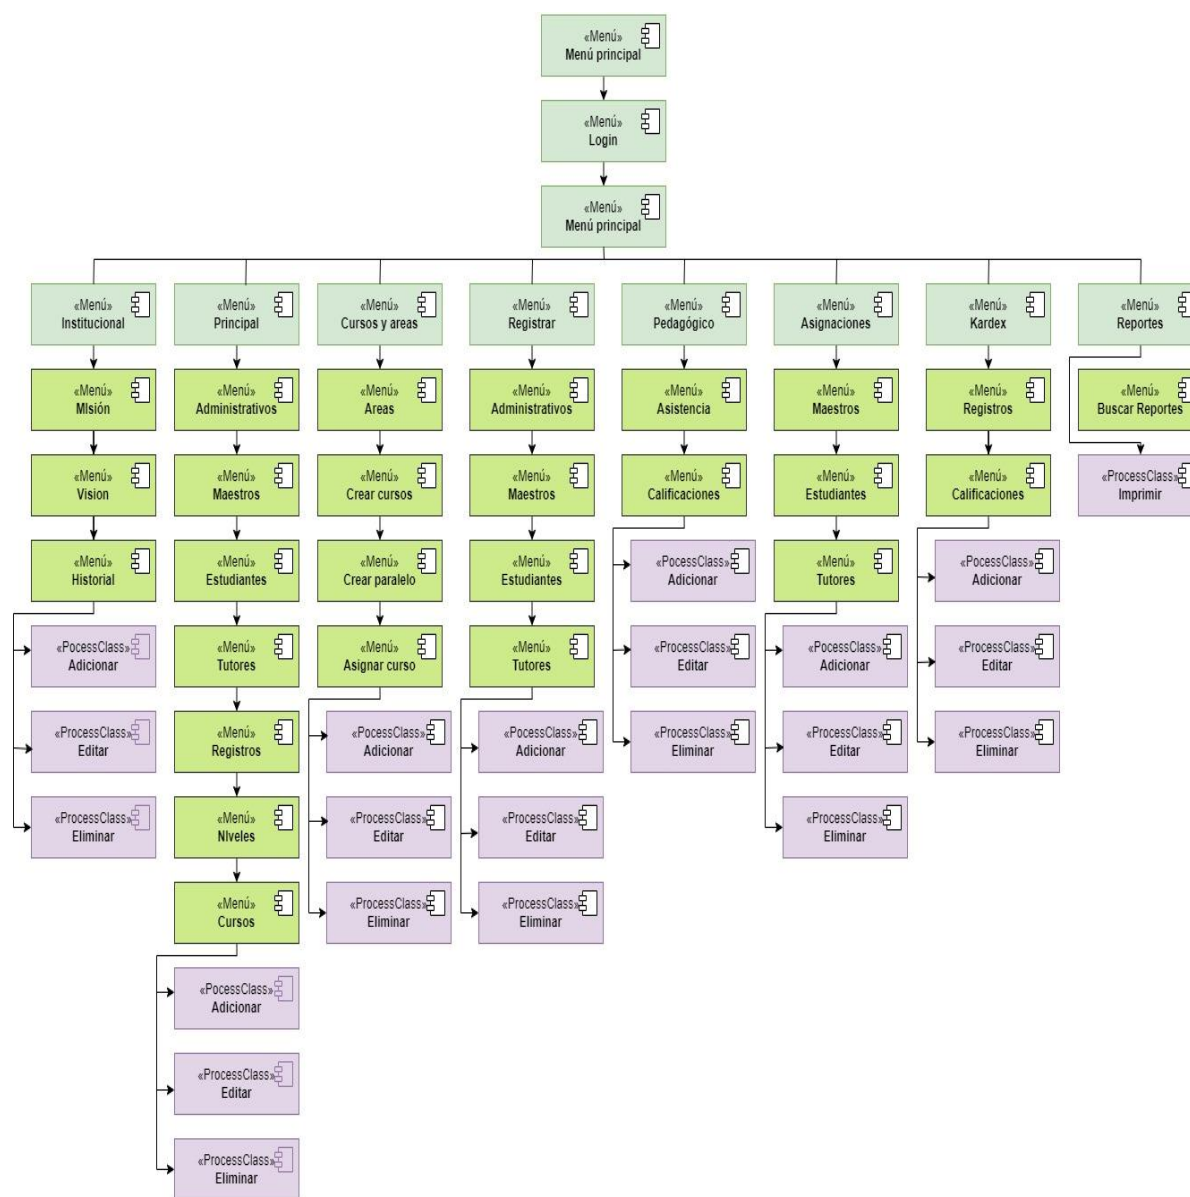 «Menú»
Menú principal
«Menú»
Login
«Menú»
Menú principal
«Menú»
Institucional
«Menú»
Principal
«Menú»
Cursos y areas
«Menú»
Registrar
«Menú»
Pedagógico
«Menú»
Asignaciones
«Menú»
Kardex
«Menú»
Reportes
«Menú»
MIsión
«Menú»
Administrativos
«Menú»
Areas
«Menú»
Administrativos
«Menú»
Asistencia
«Menú»
Maestros
«Menú»
Registros
«Menú»
Buscar Reportes
«Menú»
Vision
«Menú»
Maestros
«Menú»
Crear cursos
«Menú»
Maestros
«Menú»
Calificaciones
«Menú»
Estudiantes
«Menú»
Calificaciones
«ProcessClass»
Imprimir
«Menú»
Historial
«Menú»
Estudiantes
«Menú»
Crear paralelo
«Menú»
Estudiantes
«PocessClass»
Adicionar
«Menú»
Tutores
«PocessClass»
Adicionar
«PocessClass»
Adicionar
«Menú»
Tutores
«Menú»
Asignar curso
«Menú»
Tutores
«ProcessClass»
Editar
«PocessClass»
Adicionar
«ProcessClass»
Editar
«ProcessClass»
Editar
«Menú»
Registros
«PocessClass»
Adicionar
«PocessClass»
Adicionar
«ProcessClass»
Eliminar
«ProcessClass»
Editar
«ProcessClass»
Eliminar
«ProcessClass»
Eliminar
«Menú»
NIveles
«ProcessClass»
Editar
«ProcessClass»
Editar
«ProcessClass»
Eliminar
«Menú»
Cursos
«ProcessClass»
Eliminar
«ProcessClass»
Eliminar
«PocessClass»
Adicionar
«ProcessClass»
Editar
«ProcessClass»
Eliminar